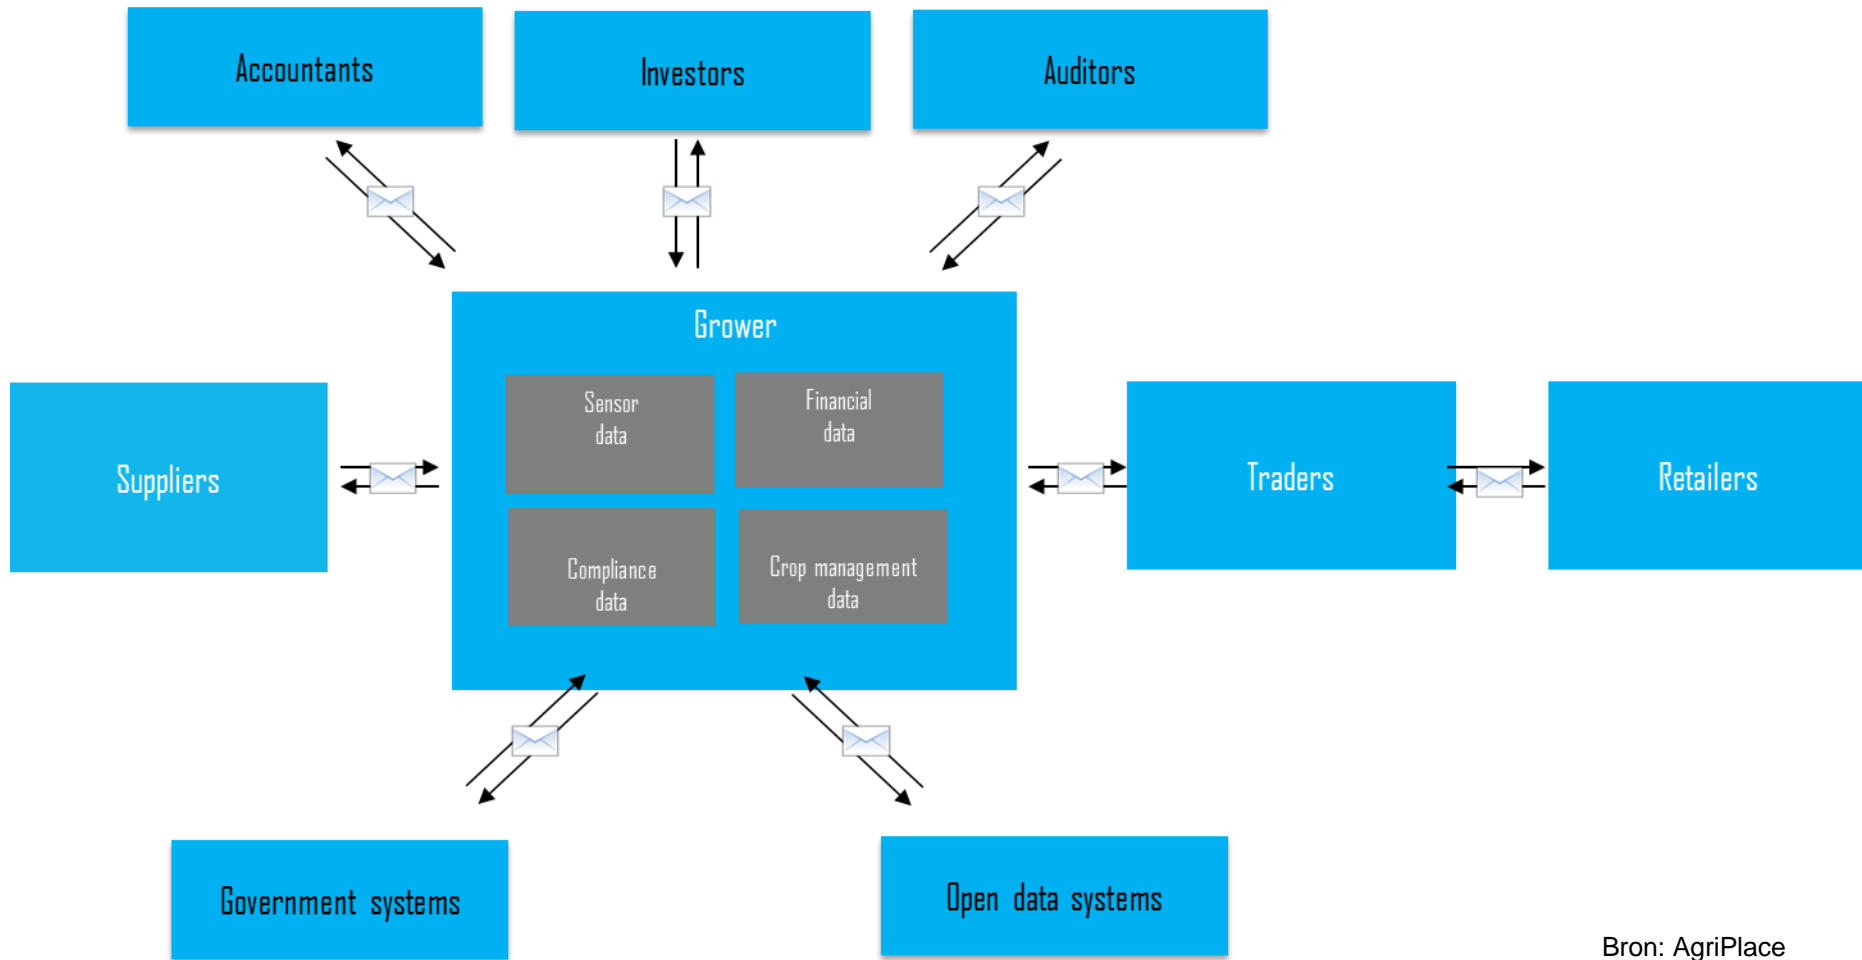 Accountants
Investors
Auditors
Grower
Sensor
data
Financial
data
Suppliers
Compliance
data
Crop management
data
Traders
Retailers
Government systems
Open data systems
Bron: AgriPlace